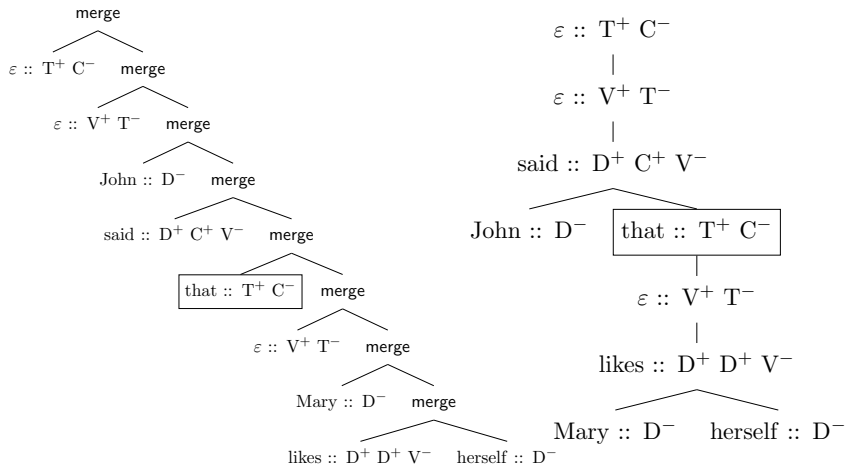 merge
ε :: T⁺ C⁻ merge
ε :: V⁺ T⁻ merge
John :: D⁻ merge
said :: D⁺ C⁺ V⁻ merge
that :: T⁺ C⁻ merge
ε :: V⁺ T⁻ merge
Mary :: D⁻ merge
likes :: D⁺ D⁺ V⁻ herself :: D⁻
ε :: T⁺ C⁻
ε :: V⁺ T⁻
said :: D⁺ C⁺ V⁻
John :: D⁻ that :: T⁺ C⁻
ε :: V⁺ T⁻
likes :: D⁺ D⁺ V⁻
Mary :: D⁻ herself :: D⁻